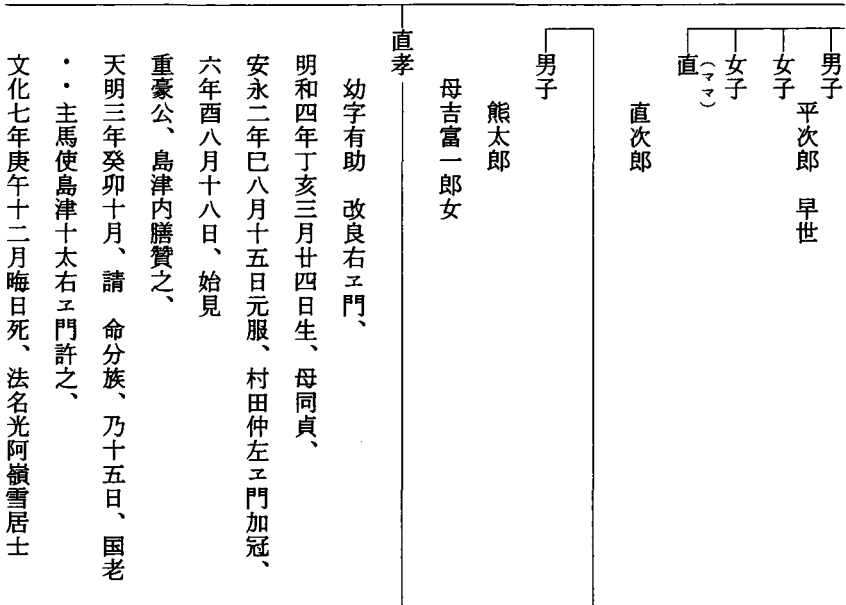 男子
平次郎　早世
女子
女子
直（ママ）
直次郎
男子
熊太郎
母吉富一郎女
直孝
幼字有助　改良右エ門、
明和四年丁亥三月廿四日生、母同貞、
安永二年巳八月十五日元服、村田仲左エ門加冠、
六年酉八月十八日、始見
重豪公、島津内膳贊之、
天明三年癸卯十月、請　命分族、乃十五日、国老
・・主馬使島津十太右エ門許之、
文化七年庚午十二月晦日死、法名光阿嶺雪居士